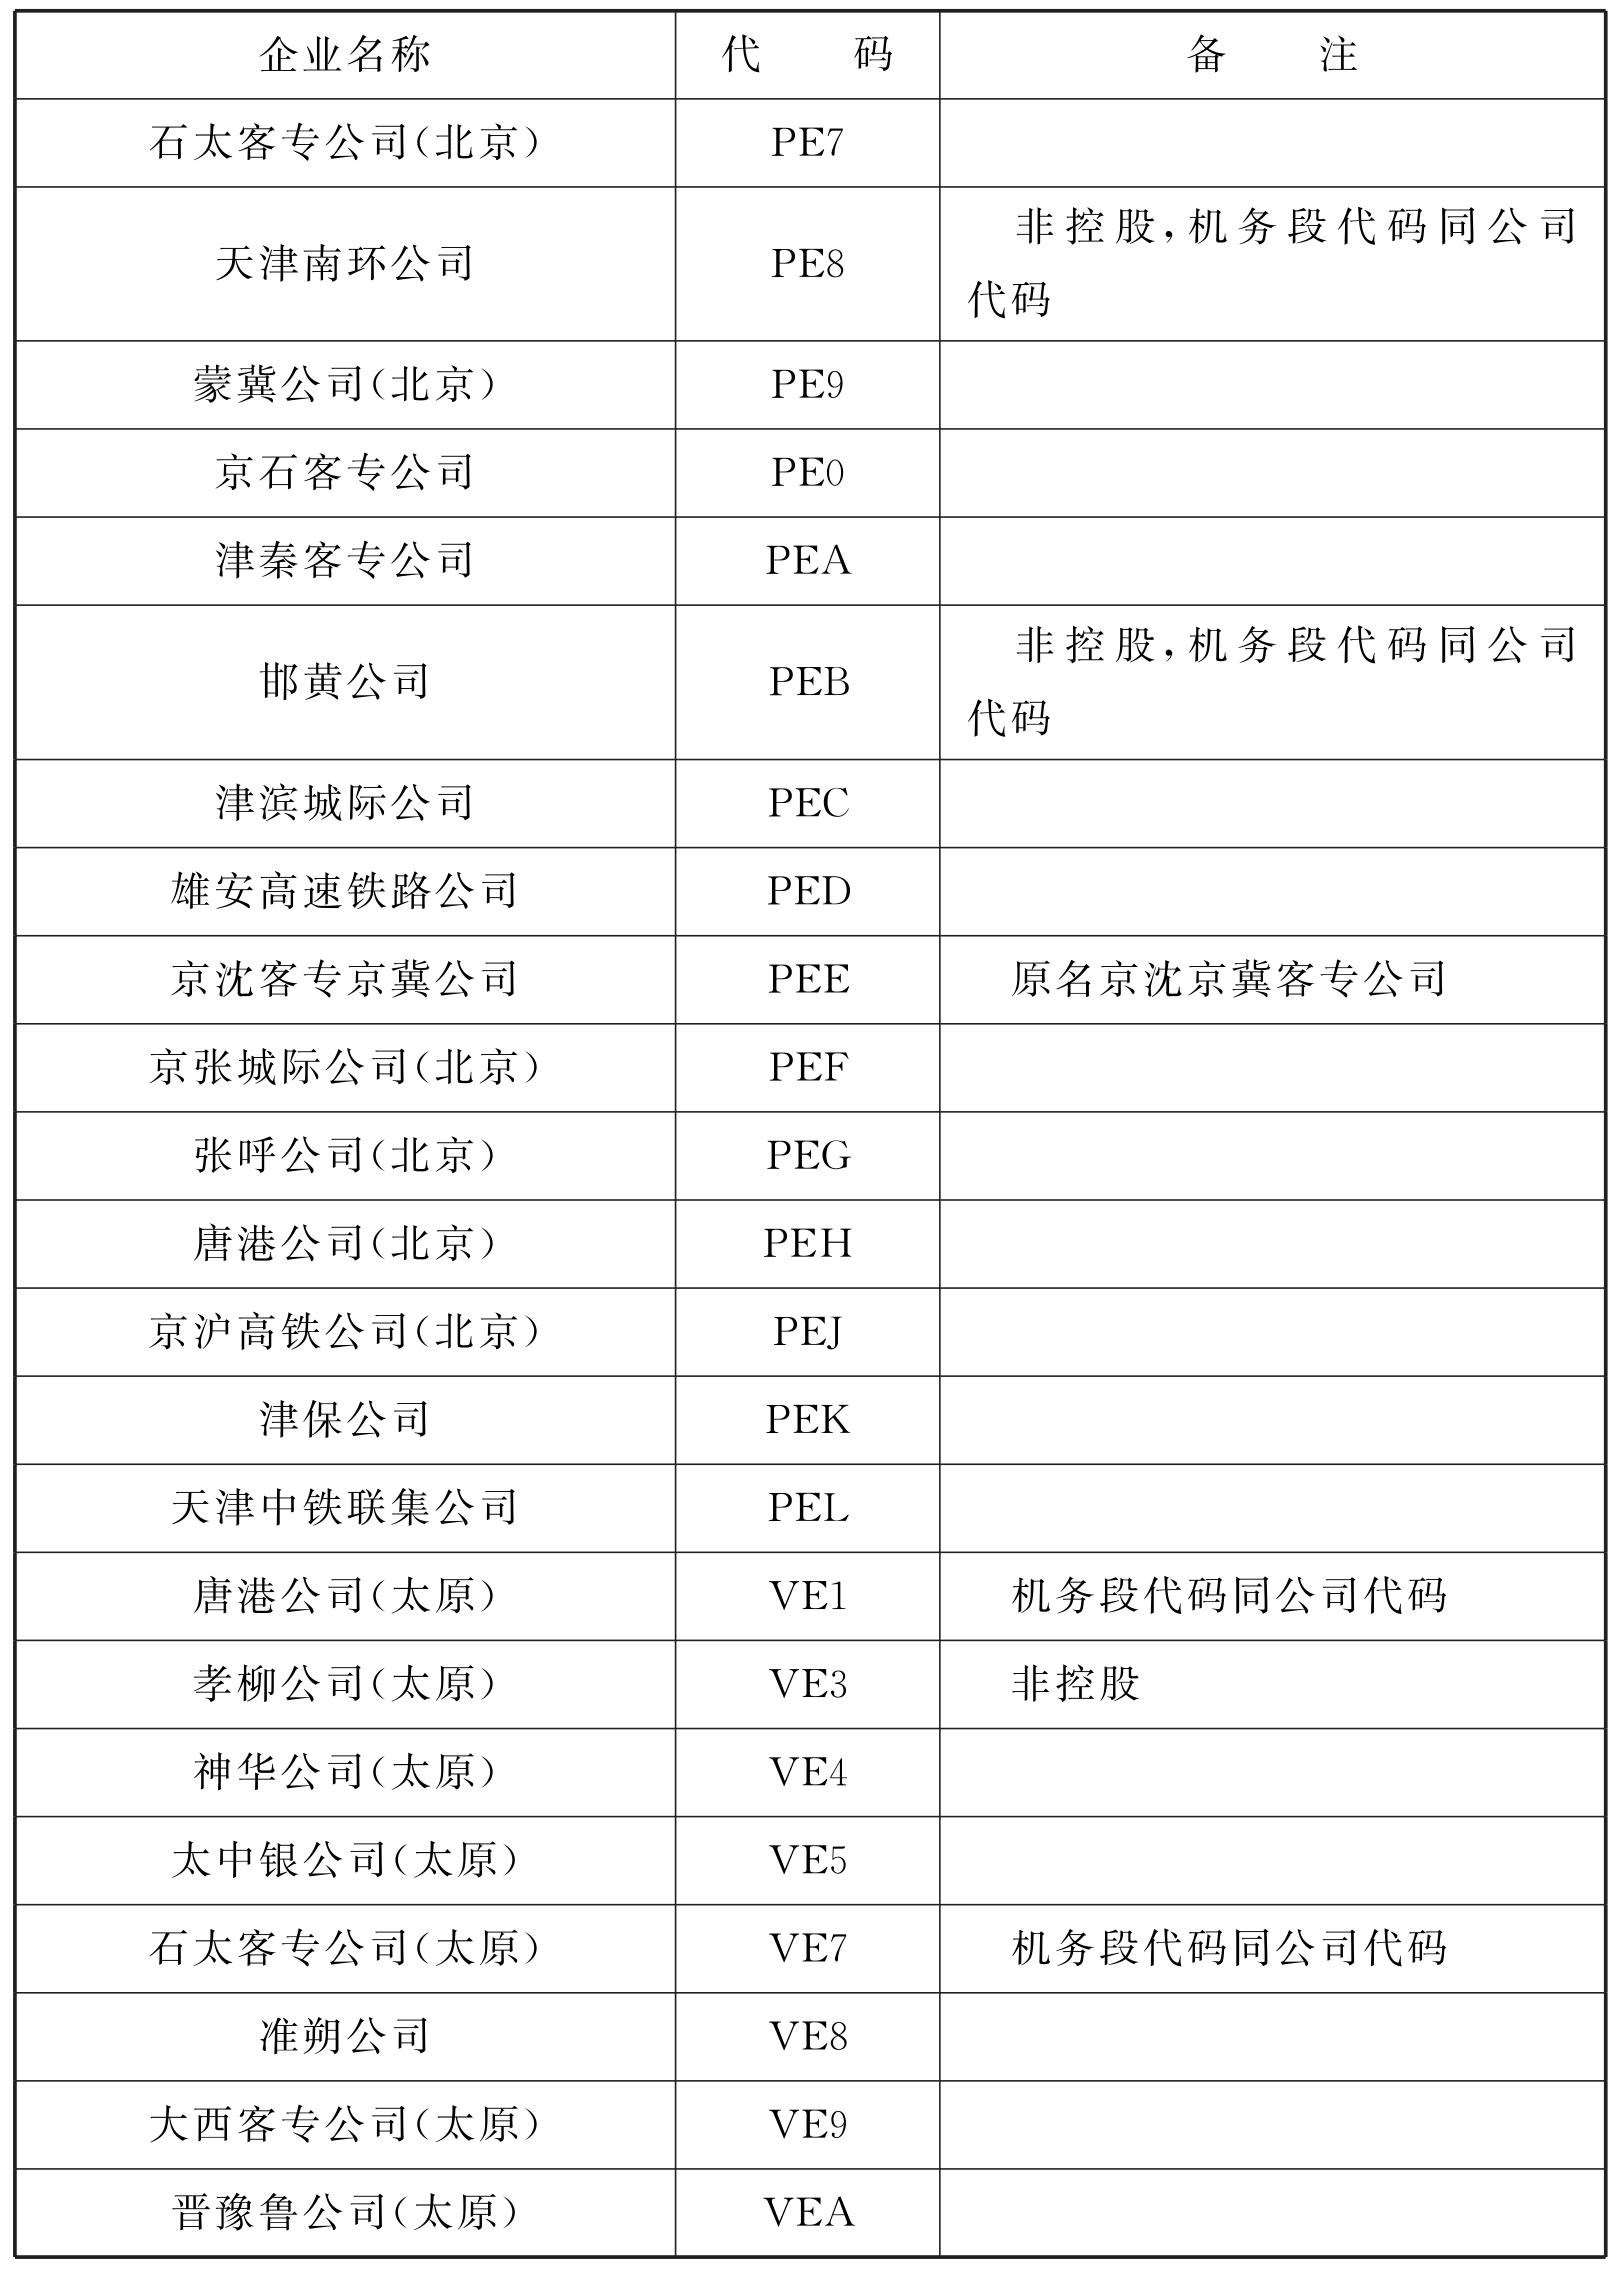 企业名称 代 码 备 注
石太客专公司(北京) PE7
天津南环公司 PE8 非控股,机务段代码同公司
代码
蒙冀公司(北京) PE9
京石客专公司 PE0
津秦客专公司 PEA
邯黄公司 PEB 非控股,机务段代码同公司
代码
津滨城际公司 PEC
雄安高速铁路公司 PED
京沈客专京冀公司 PEE 原名京沈京冀客专公司
京张城际公司(北京) PEF
张呼公司(北京) PEG
唐港公司(北京) PEH
京沪高铁公司(北京) PEJ
津保公司 PEK
天津中铁联集公司 PEL
唐港公司(太原) VE1 机务段代码同公司代码
孝柳公司(太原) VE3 非控股
神华公司(太原) VE4
太中银公司(太原) VE5
石太客专公司(太原) VE7 机务段代码同公司代码
准朔公司 VE8
大西客专公司(太原) VE9
晋豫鲁公司(太原) VEA